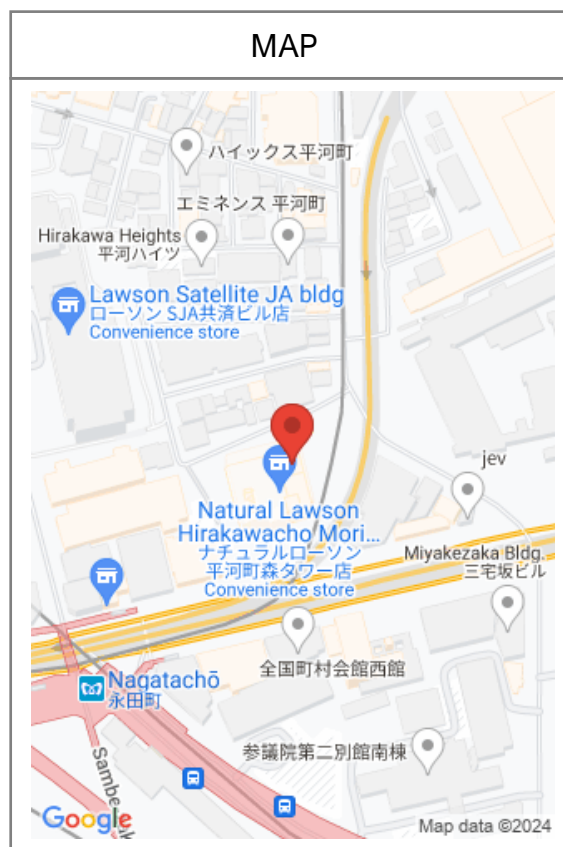 MAP
ハイックス平河町
エミネンス 平河町
Hirakawa Heights
平河ハイツ
Lawson Satellite JA bldg
ローソン SJA共済ビル店
Convenience store
jev
Natural Lawson
Hirakawacho Mori...
ナチュラルローソン
平河町森タワー店
Convenience store
Miyakezaka Bldg.
三宅坂ビル
全国町村会館西館
Nagatachō
永田町
参議院第二別館南棟
Google
Map data ©2024